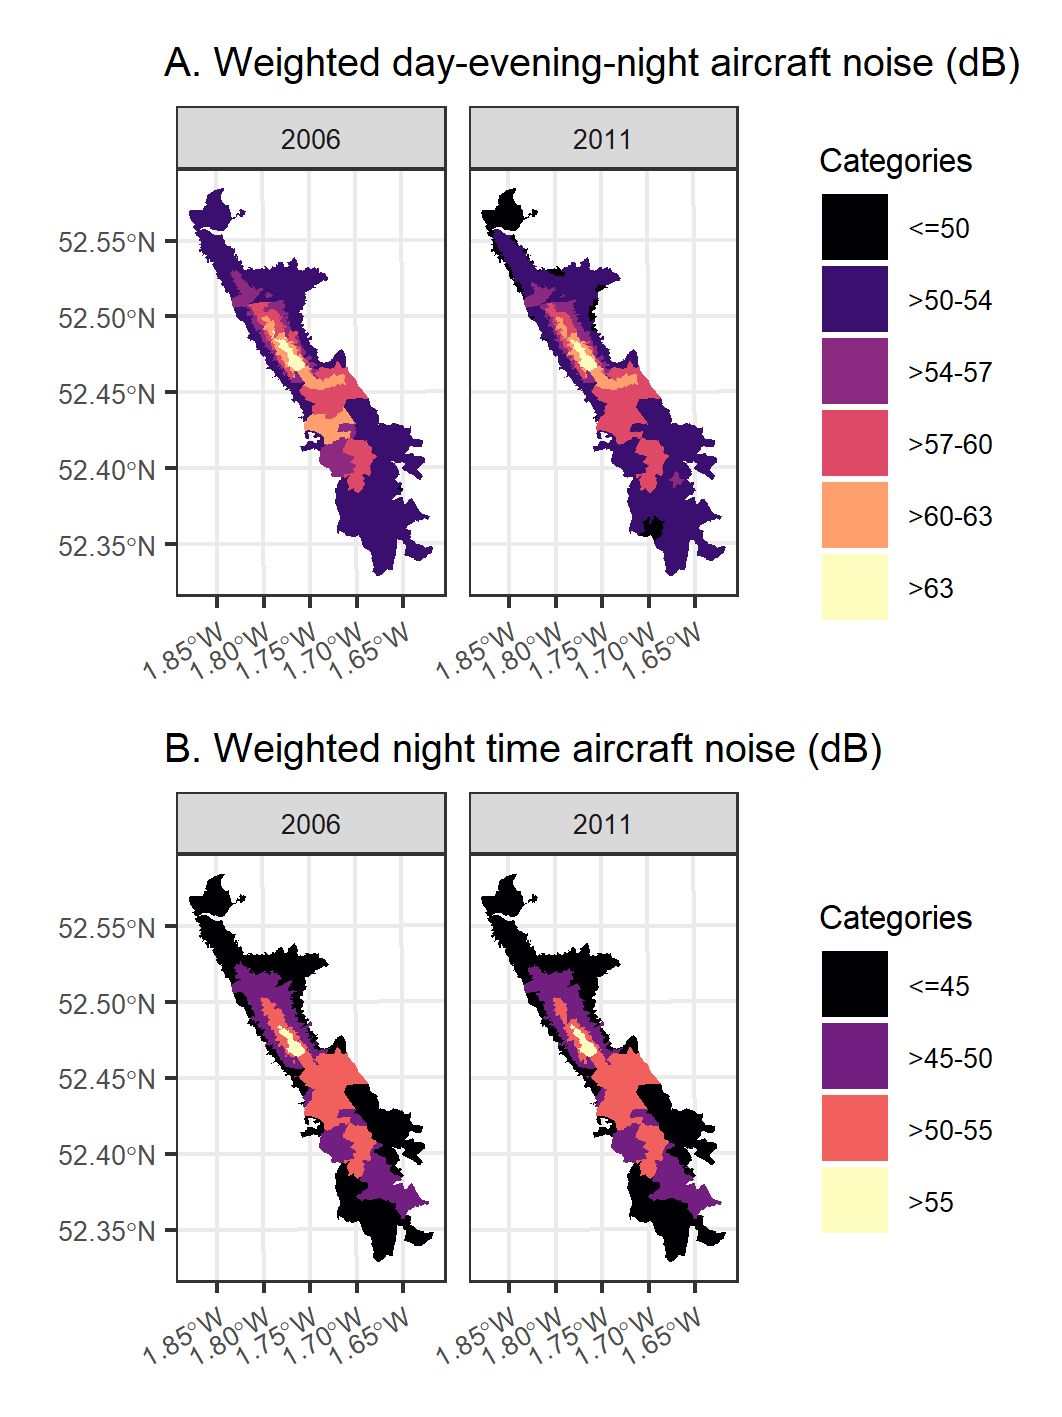 A. Weighted day-evening-night aircraft noise (dB)
2006 2011
Categories
<=50
>50-54
>54-57
>57-60
>60-63
>63
52.55°N
52.50°N
52.45°N
52.40°N
52.35°N
1.85°W 1.80°W 1.75°W 1.70°W 1.65°W 1.85°W 1.80°W 1.75°W 1.70°W 1.65°W
B. Weighted night time aircraft noise (dB)
2006 2011
Categories
<=45
>45-50
>50-55
>55
52.55°N
52.50°N
52.45°N
52.40°N
52.35°N
1.85°W 1.80°W 1.75°W 1.70°W 1.65°W 1.85°W 1.80°W 1.75°W 1.70°W 1.65°W